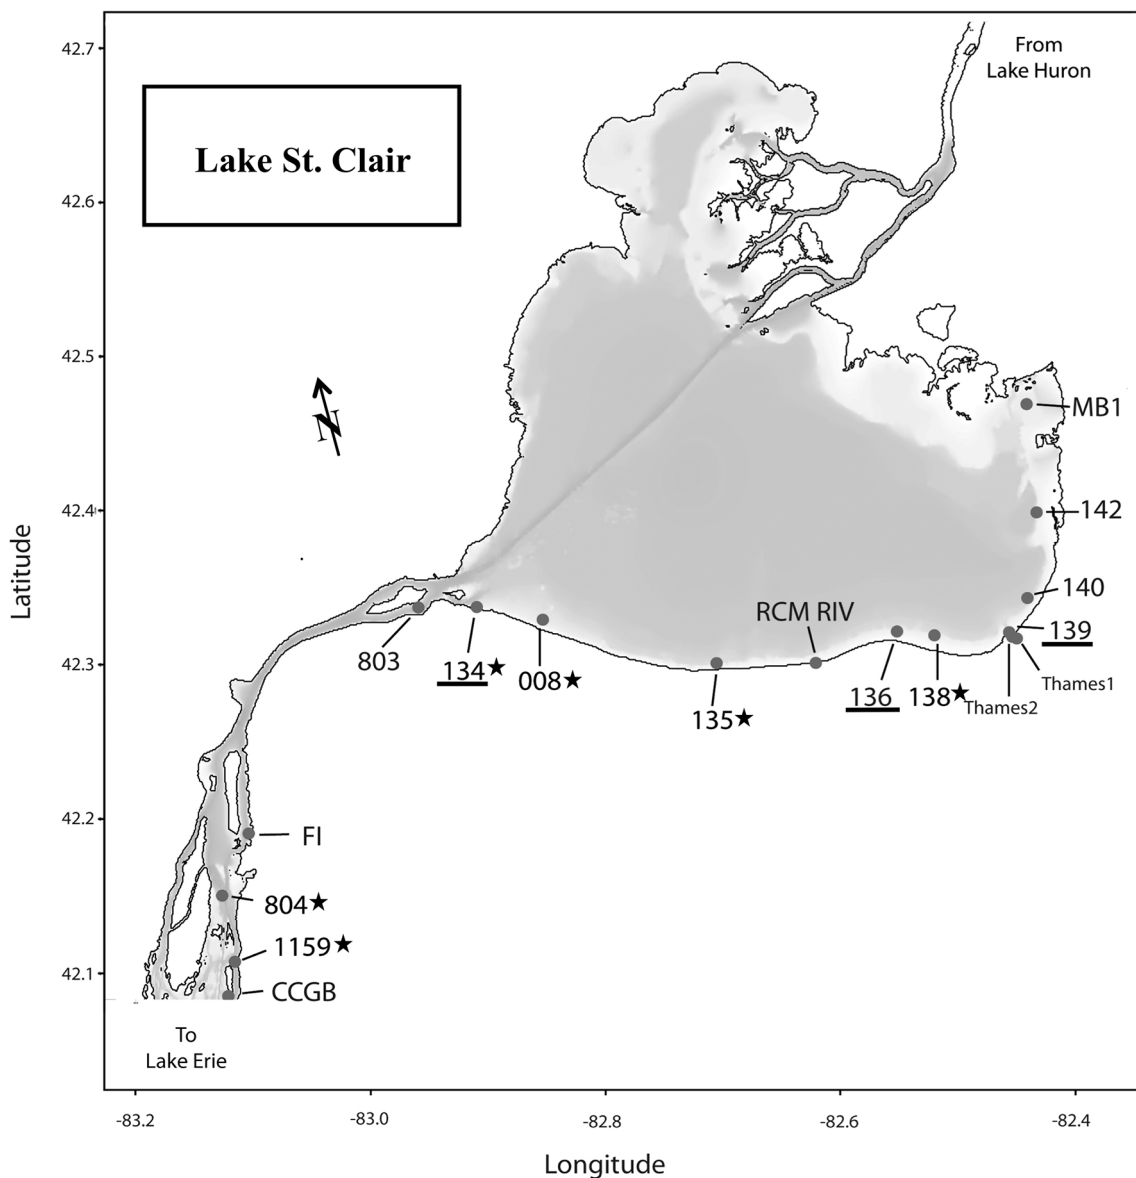 From
Lake Huron
Lake St. Clair
N
MB1
142
140
139
Thames1
Thames2
RCM RIV
803
134★
008★
135★
136
138★
FI
804★
1159★
CCGB
To
Lake Erie
42.7
42.6
42.5
42.4
42.3
42.2
42.1
Latitude
-83.2
-83.0
-82.8
-82.6
-82.4
Longitude